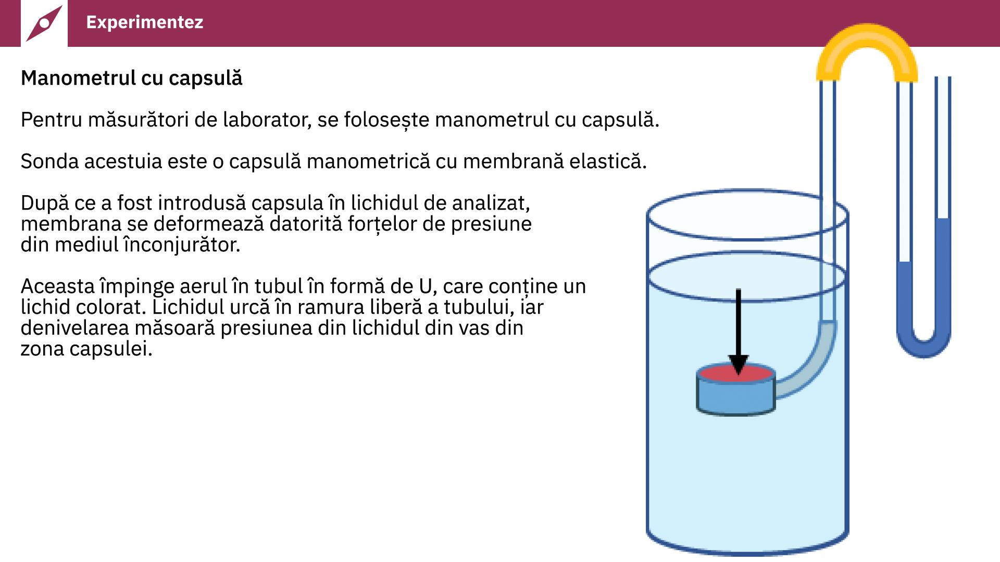 Experimentez
Manometrul cu capsulă
Pentru măsurători de laborator, se folosește manometrul cu capsulă.
Sonda acestuia este o capsulă manometrică cu membrană elastică.
După ce a fost introdusă capsula în lichidul de analizat,
membrana se deformează datorită forțelor de presiune
din mediul înconjurător.
Aceasta împinge aerul în tubul în formă de U, care conține un
lichid colorat. Lichidul urcă în ramura liberă a tubului, iar
denivelarea măsoară presiunea din lichidul din vas din
zona capsulei.